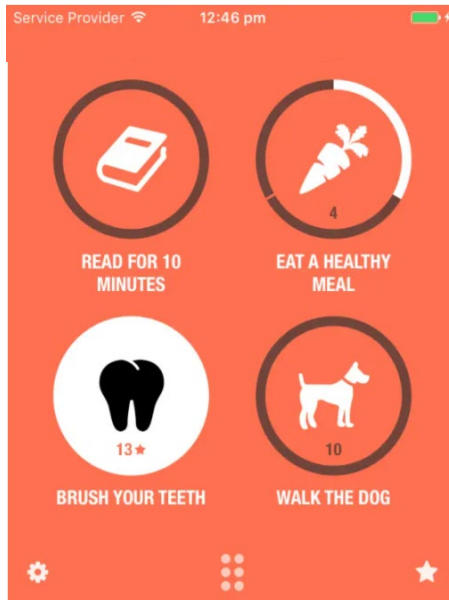 Service Provider 12:46 pm
4
READ FOR 10
MINUTES
EAT A HEALTHY
MEAL
13★
10
BRUSH YOUR TEETH
WALK THE DOG